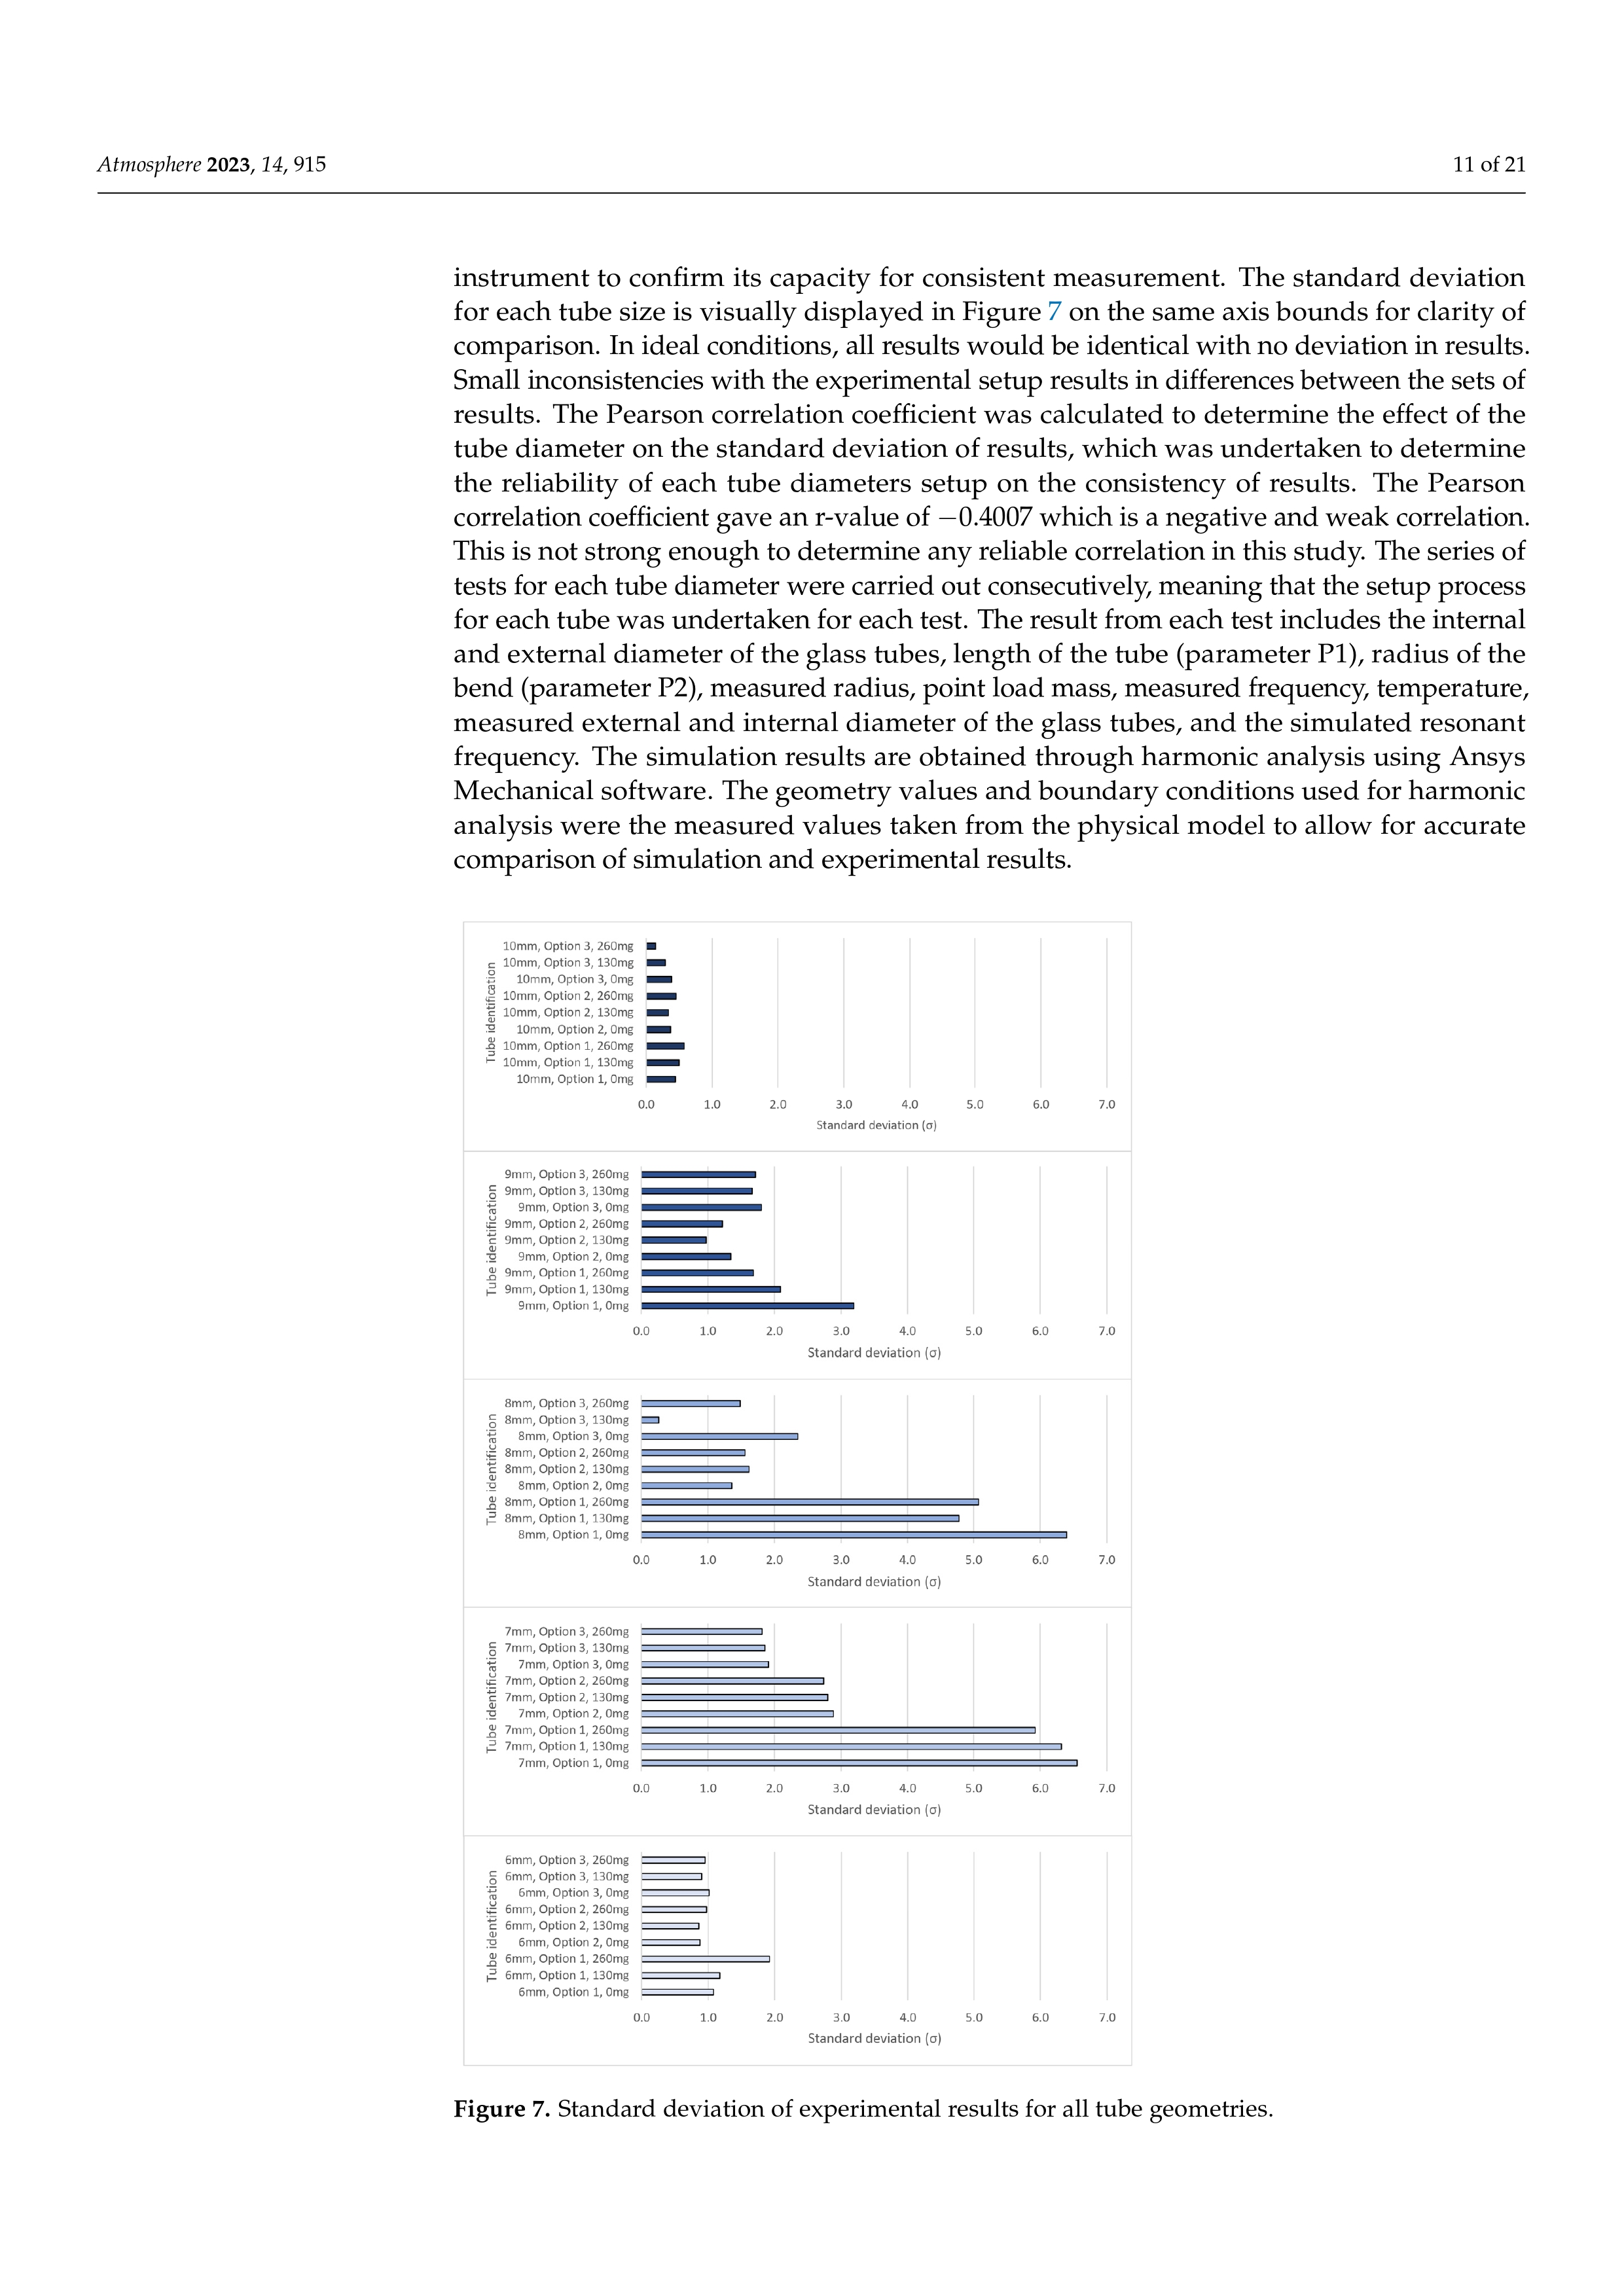 Atmosphere 2023, 14, 915
11 of 21
instrument to confirm its capacity for consistent measurement. The standard deviation
for each tube size is visually displayed in Figure 7 on the same axis bounds for clarity of
comparison. In ideal conditions, all results would be identical with no deviation in results.
Small inconsistencies with the experimental setup results in differences between the sets of
results. The Pearson correlation coefficient was calculated to determine the effect of the
tube diameter on the standard deviation of results, which was undertaken to determine
the reliability of each tube diameters setup on the consistency of results. The Pearson
correlation coefficient gave an r-value of −0.4007 which is a negative and weak correlation.
This is not strong enough to determine any reliable correlation in this study. The series of
tests for each tube diameter were carried out consecutively, meaning that the setup process
for each tube was undertaken for each test. The result from each test includes the internal
and external diameter of the glass tubes, length of the tube (parameter P1), radius of the
bend (parameter P2), measured radius, point load mass, measured frequency, temperature,
measured external and internal diameter of the glass tubes, and the simulated resonant
frequency. The simulation results are obtained through harmonic analysis using Ansys
Mechanical software. The geometry values and boundary conditions used for harmonic
analysis were the measured values taken from the physical model to allow for accurate
comparison of simulation and experimental results.
Tube identification
10mm, Option 3, 260mg
10mm, Option 3, 130mg
10mm, Option 3, 0mg
10mm, Option 2, 260mg
10mm, Option 2, 130mg
10mm, Option 2, 0mg
10mm, Option 1, 260mg
10mm, Option 1, 130mg
10mm, Option 1, 0mg
0.0 1.0 2.0 3.0 4.0 5.0 6.0 7.0
Standard deviation (σ)
Tube identification
9mm, Option 3, 260mg
9mm, Option 3, 130mg
9mm, Option 3, 0mg
9mm, Option 2, 260mg
9mm, Option 2, 130mg
9mm, Option 2, 0mg
9mm, Option 1, 260mg
9mm, Option 1, 130mg
9mm, Option 1, 0mg
0.0 1.0 2.0 3.0 4.0 5.0 6.0 7.0
Standard deviation (σ)
Tube identification
8mm, Option 3, 260mg
8mm, Option 3, 130mg
8mm, Option 3, 0mg
8mm, Option 2, 260mg
8mm, Option 2, 130mg
8mm, Option 2, 0mg
8mm, Option 1, 260mg
8mm, Option 1, 130mg
8mm, Option 1, 0mg
0.0 1.0 2.0 3.0 4.0 5.0 6.0 7.0
Standard deviation (σ)
Tube identification
7mm, Option 3, 260mg
7mm, Option 3, 130mg
7mm, Option 3, 0mg
7mm, Option 2, 260mg
7mm, Option 2, 130mg
7mm, Option 2, 0mg
7mm, Option 1, 260mg
7mm, Option 1, 130mg
7mm, Option 1, 0mg
0.0 1.0 2.0 3.0 4.0 5.0 6.0 7.0
Standard deviation (σ)
Tube identification
6mm, Option 3, 260mg
6mm, Option 3, 130mg
6mm, Option 3, 0mg
6mm, Option 2, 260mg
6mm, Option 2, 130mg
6mm, Option 2, 0mg
6mm, Option 1, 260mg
6mm, Option 1, 130mg
6mm, Option 1, 0mg
0.0 1.0 2.0 3.0 4.0 5.0 6.0 7.0
Standard deviation (σ)
Figure 7. Standard deviation of experimental results for all tube geometries.